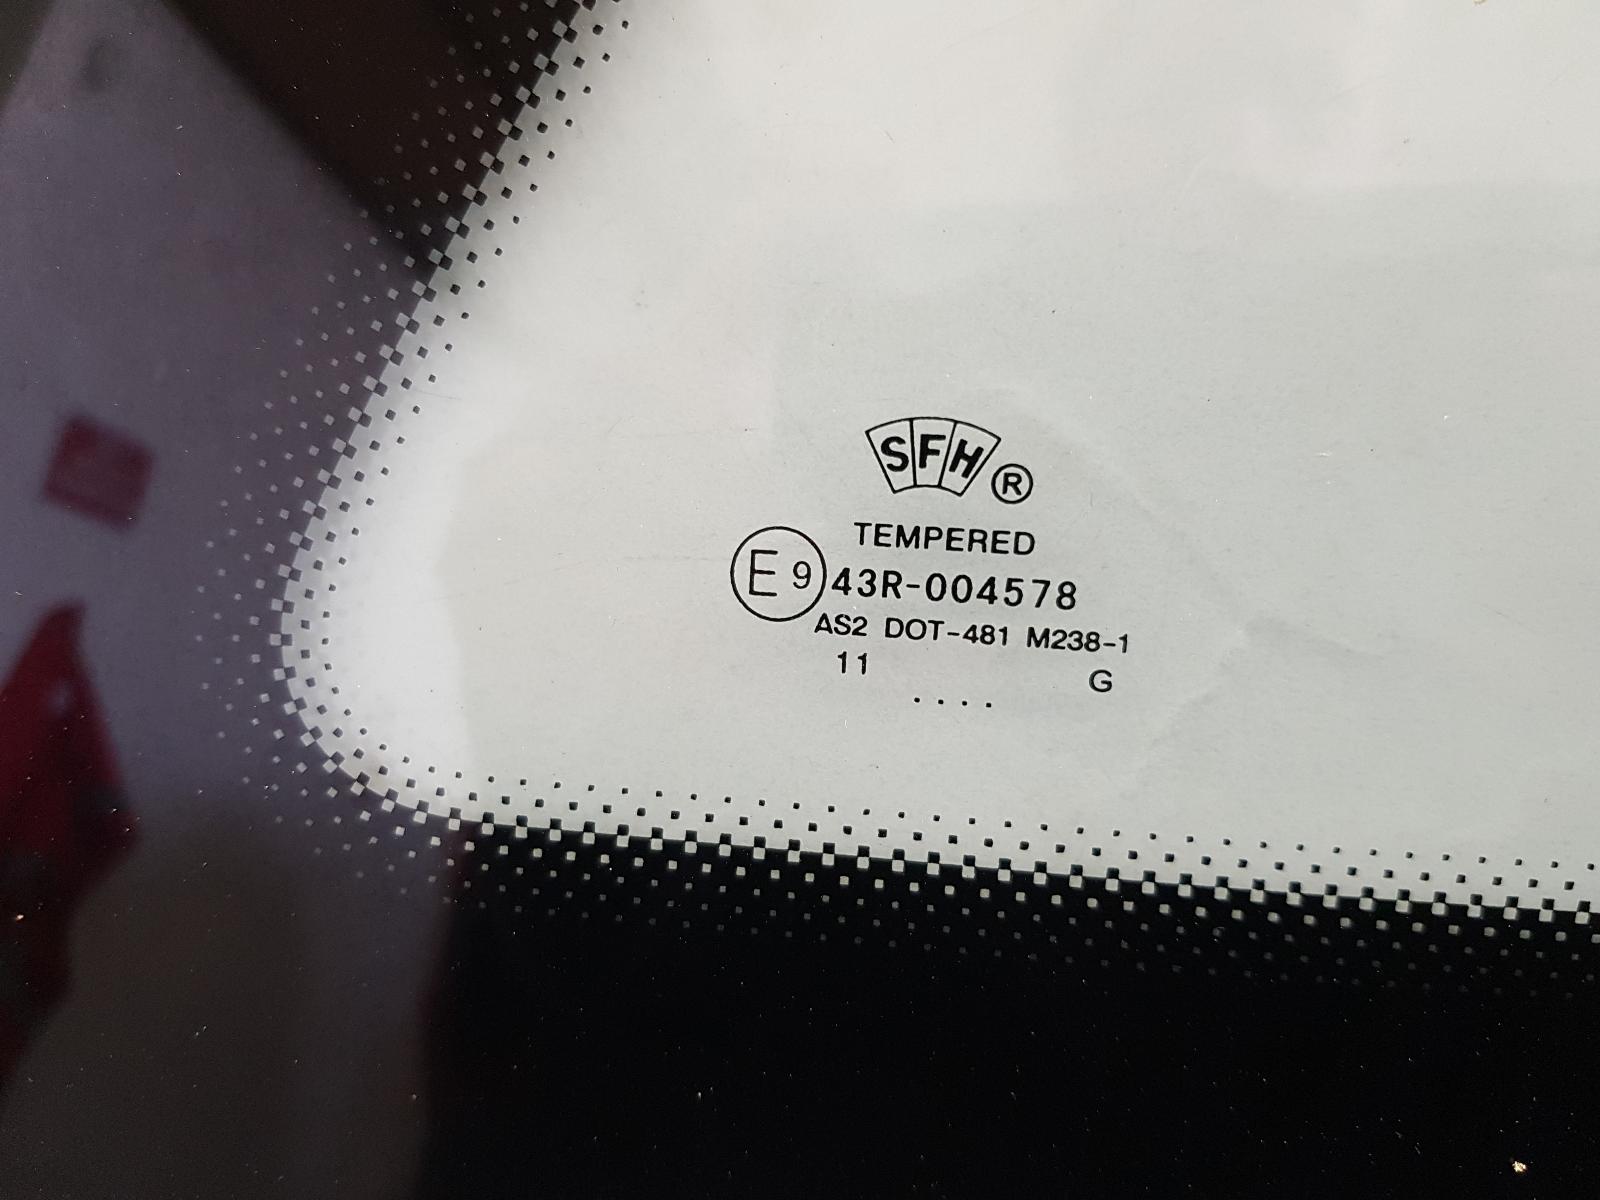 SFH ®
TEMPERED
E9 43R-004578
AS2 DOT-481 M238-1
11 G
. . . .